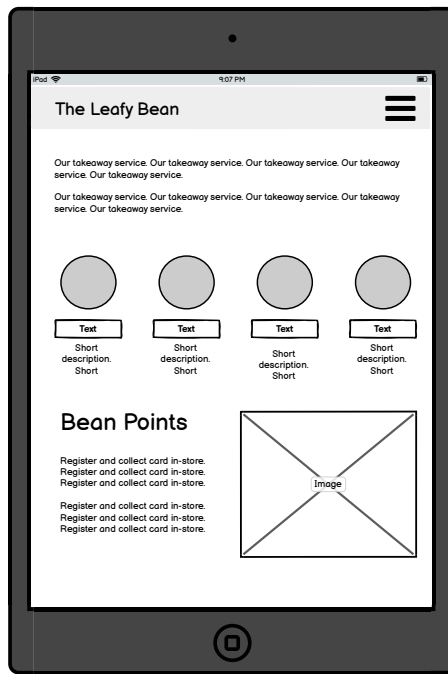 iPad 9:07 PM
The Leafy Bean
Our takeaway service. Our takeaway service. Our takeaway service. Our takeaway
service. Our takeaway service.
Our takeaway service. Our takeaway service. Our takeaway service. Our takeaway
service. Our takeaway service.
Text
Short
description.
Short
Text
Short
description.
Short
Text
Short
description.
Short
Text
Short
description.
Short
Bean Points
Register and collect card in-store.
Register and collect card in-store.
Register and collect card in-store.
Register and collect card in-store.
Register and collect card in-store.
Register and collect card in-store.
Image